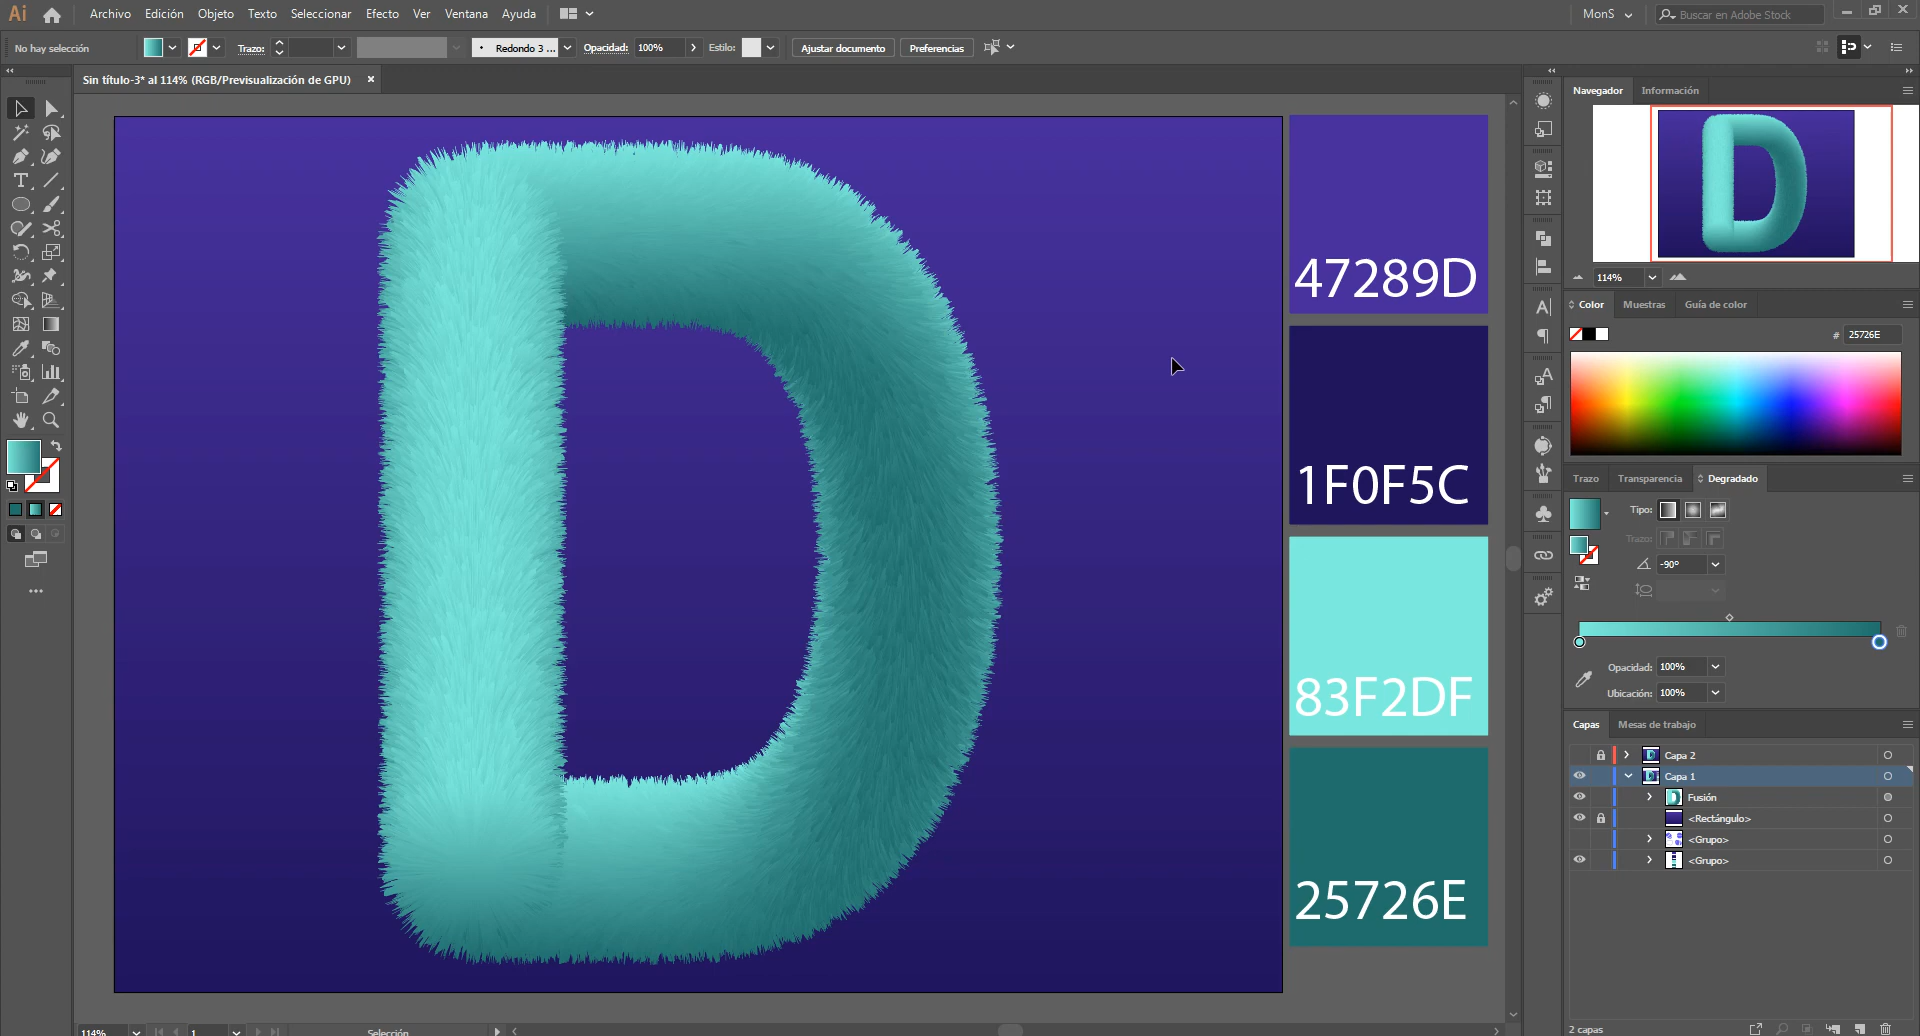 Ai Archivo Edición Objeto Texto Seleccionar Efecto Ver Ventana Ayuda MonS Buscar en Adobe Stock
No hay selección Trazo: Redondo 3 ... Opacidad: 100% Estilo: Ajustar documento Preferencias
Sin título-3* al 114% (RGB/Previsualización de GPU)
47289D
1F0F5C
83F2DF
25726E
Navegador Información
114%
Color Muestras Guía de color
# 25726E
Trazo Transparencia Degradado
Tipo:
Trazo:
-90°
Opacidad: 100%
Ubicación: 100%
Capas Mesas de trabajo
Capa 2
Capa 1
Fusión
<Rectángulo>
<Grupo>
<Grupo>
2 capas
114% 1 Selección